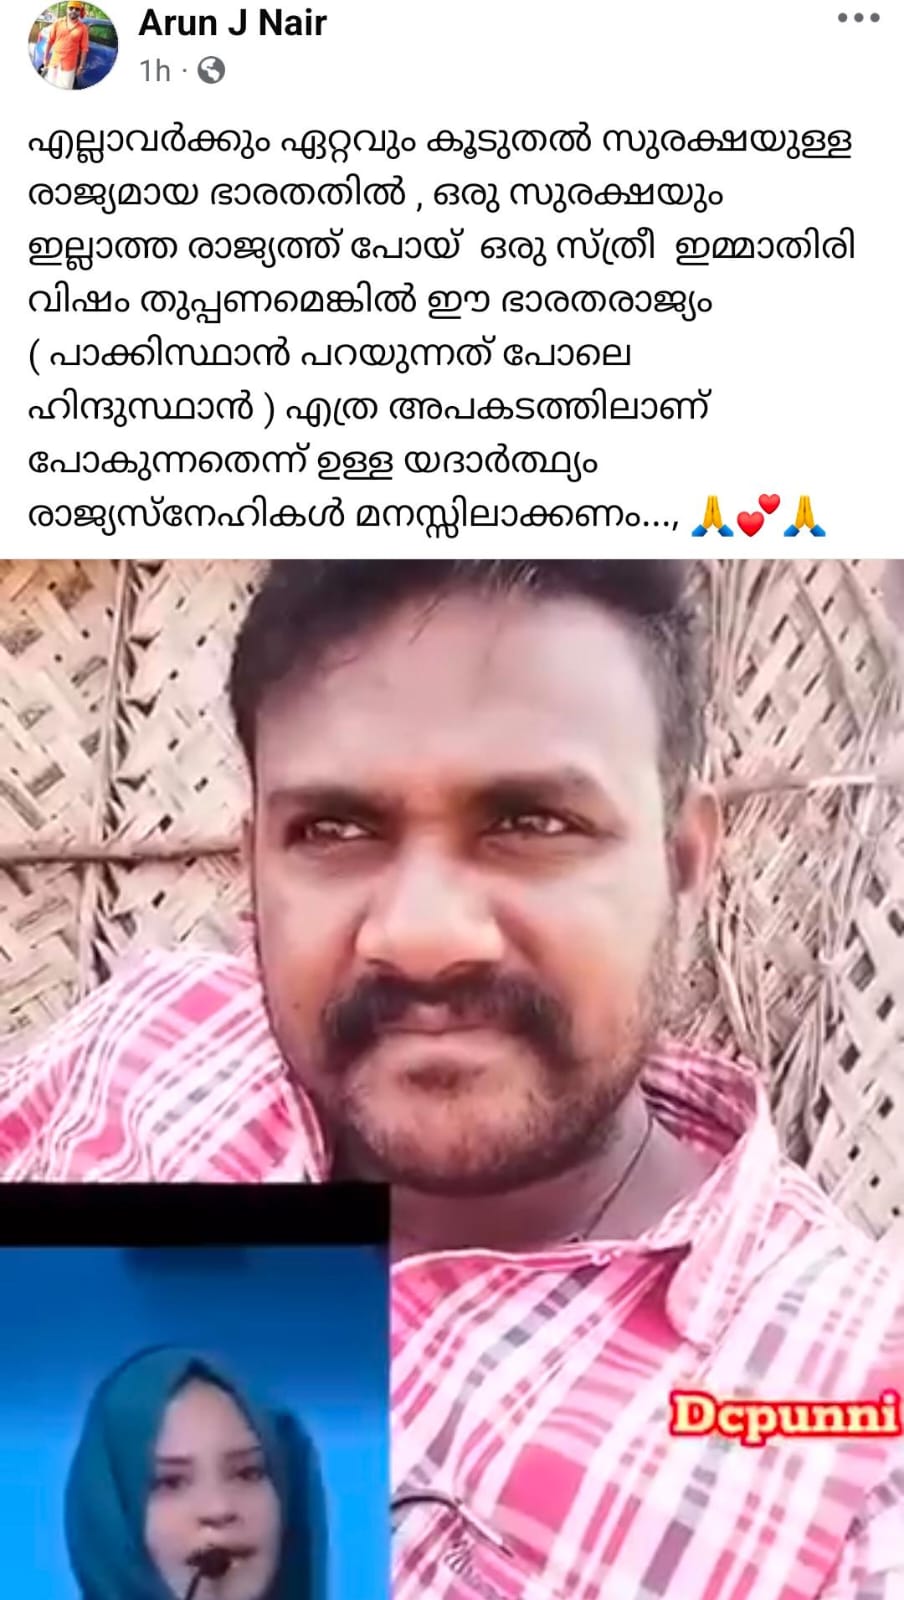 Arun J Nair
1h ·
എല്ലാവർക്കും ഏറ്റവും കൂടുതൽ സുരക്ഷയുള്ള
രാജ്യമായ ഭാരതതിൽ , ഒരു സുരക്ഷയും
ഇല്ലാത്ത രാജ്യത്ത് പോയ് ഒരു സ്ത്രീ ഇമ്മാതിരി
വിഷം തുപ്പണമെങ്കിൽ ഈ ഭാരതരാജ്യം
( പാക്കിസ്ഥാൻ പറയുന്നത് പോലെ
ഹിന്ദുസ്ഥാൻ ) എത്ര അപകടത്തിലാണ്
പോകുന്നതെന്ന് ഉള്ള യദാർത്ഥ്യം
രാജ്യസ്നേഹികൾ മനസ്സിലാക്കണം..., 🙏💕🙏
Dcpunni